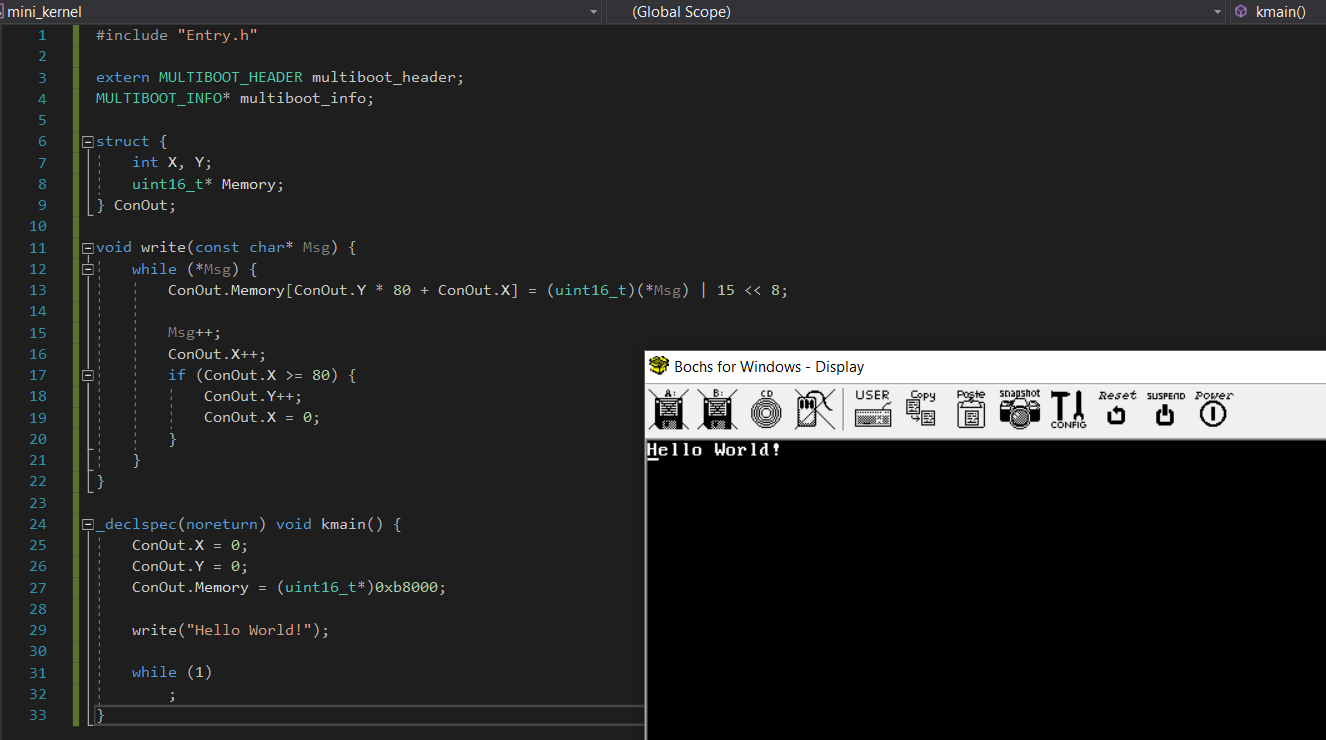 mini_kernel (Global Scope) kmain()
1 #include "Entry.h"
2
3 extern MULTIBOOT_HEADER multiboot_header;
4 MULTIBOOT_INFO* multiboot_info;
5
6 struct {
7 int X, Y;
8 uint16_t* Memory;
9 } ConOut;
10
11 void write(const char* Msg) {
12 while (*Msg) {
13 ConOut.Memory[ConOut.Y * 80 + ConOut.X] = (uint16_t)(*Msg) | 15 << 8;
14
15 Msg++;
16 ConOut.X++;
17 if (ConOut.X >= 80) {
18 ConOut.Y++;
19 ConOut.X = 0;
20 }
21 }
22 }
23
24 _declspec(noreturn) void kmain() {
25 ConOut.X = 0;
26 ConOut.Y = 0;
27 ConOut.Memory = (uint16_t*)0xb8000;
28
29 write("Hello World!");
30
31 while (1)
32 ;
33 }
Bochs for Windows - Display
A: B: CD USER Copy Paste snapshot CONFIG Reset SUSPEND Power
Hello World!